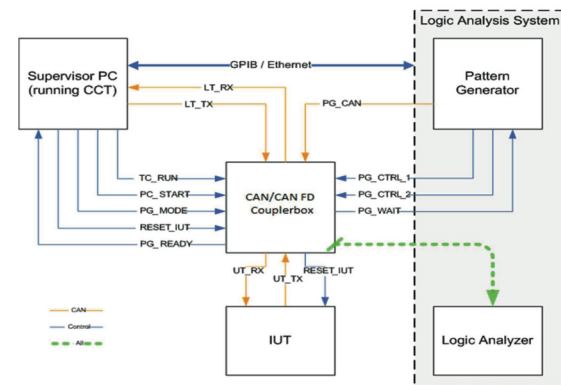 Logic Analysis System
Supervisor PC
(running CCT)
GPIB / Ethernet
Pattern
Generator
LT_RX
LT_TX
PG_CAN
TC_RUN
PC_START
PG_MODE
RESET_IUT
PG_READY
CAN/CAN FD
Couplerbox
PG_CTRL_1
PG_CTRL_2
PG_WAIT
UT_RX
UT_TX
RESET_IUT
IUT
Logic Analyzer
CAN
Control
All